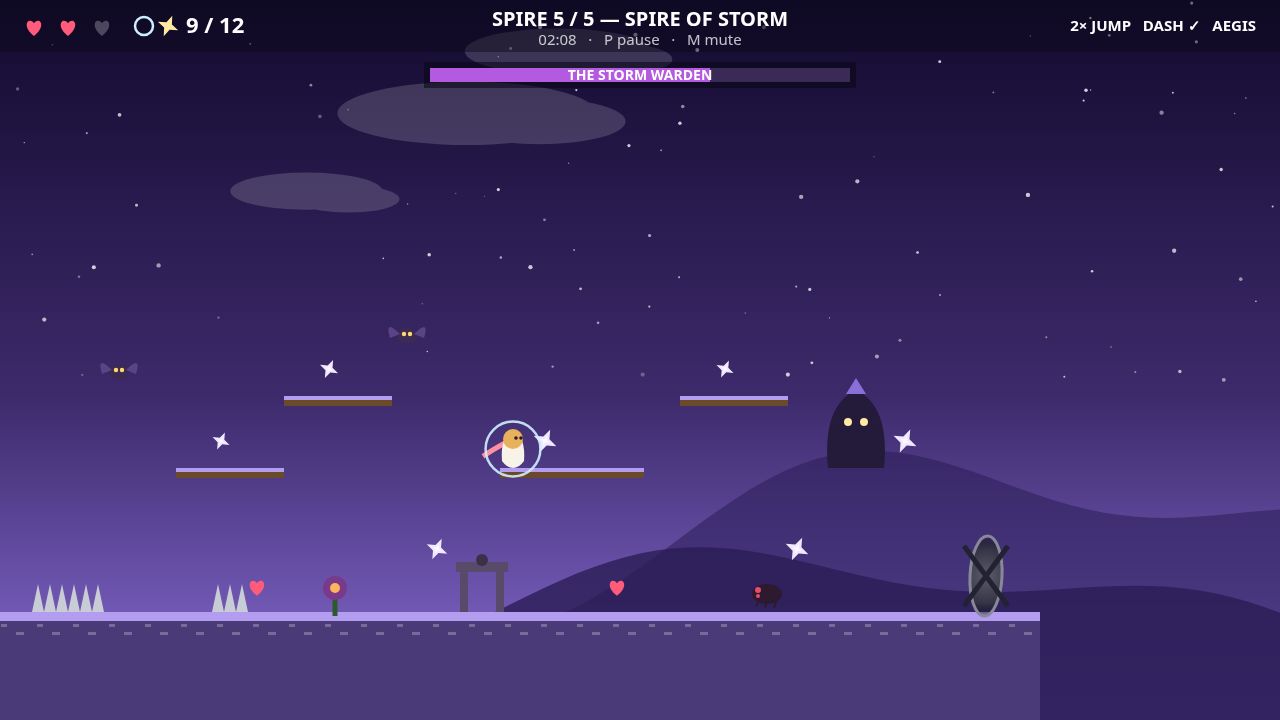 9 / 12
SPIRE 5 / 5 — SPIRE OF STORM
02:08 · P pause · M mute
2× JUMP DASH ✓ AEGIS
THE STORM WARDEN